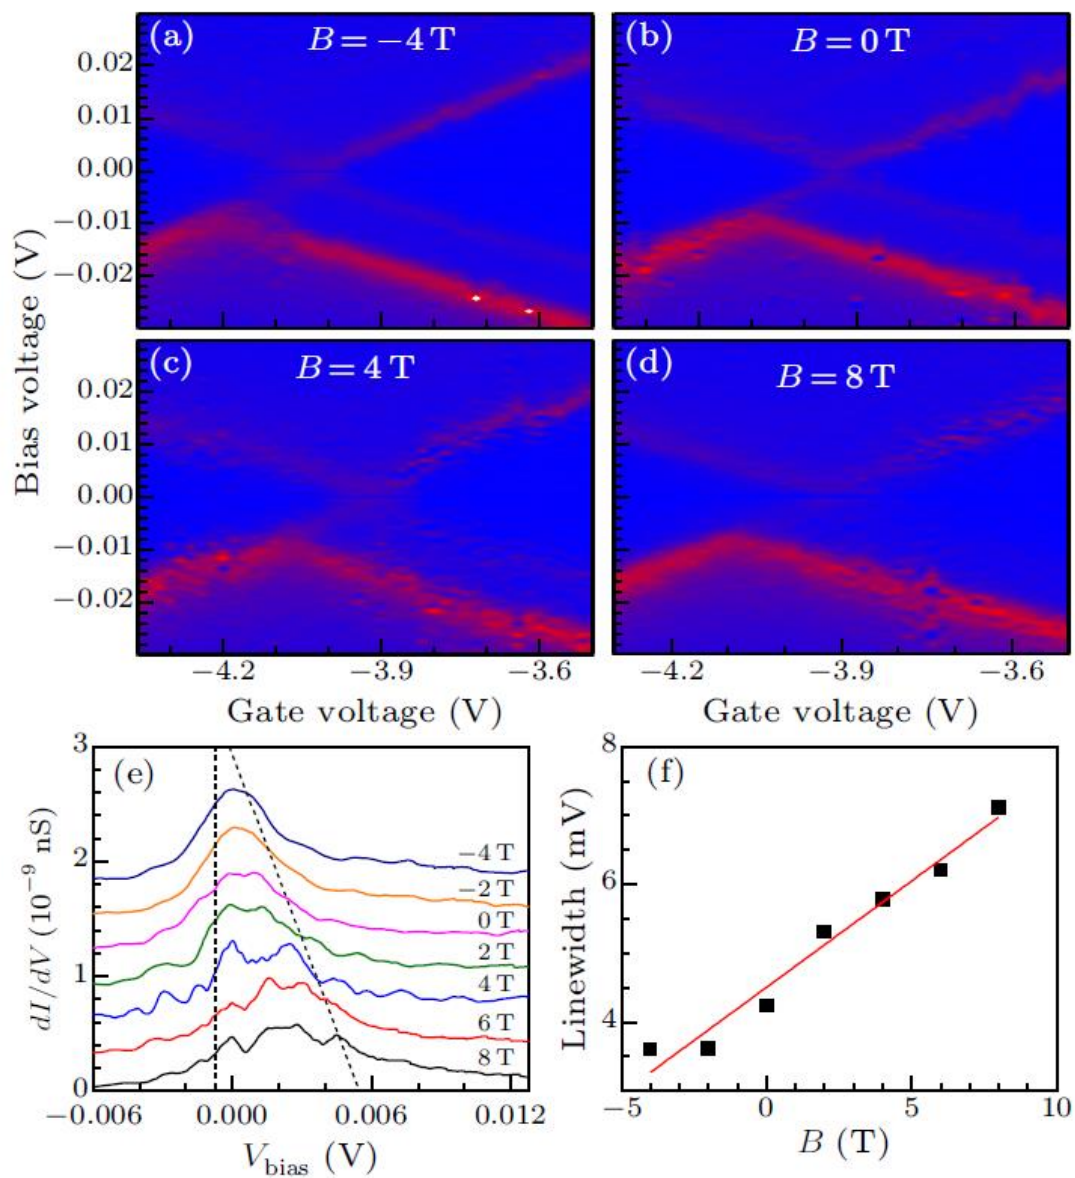 (a) B = −4 T
(b) B = 0 T
0.02
0.01
0.00
−0.01
−0.02
(c) B = 4 T
(d) B = 8 T
0.02
0.01
0.00
−0.01
−0.02
Bias voltage (V)
−4.2 −3.9 −3.6
−4.2 −3.9 −3.6
Gate voltage (V)
Gate voltage (V)
(e)
3
2
1
0
dI/dV (10⁻⁹ nS)
−4 T
−2 T
0 T
2 T
4 T
6 T
8 T
−0.006 0.000 0.006 0.012
V_bias (V)
(f)
8
6
4
Linewidth (mV)
−5 0 5 10
B (T)